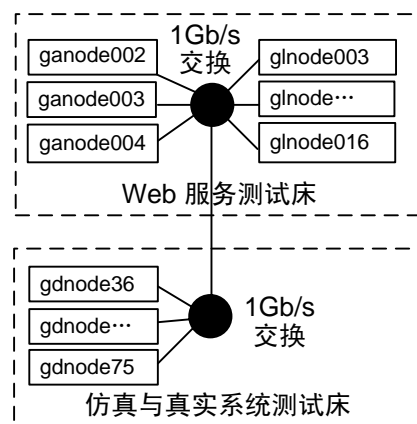 1Gb/s
交换
ganode002
ganode003
ganode004
glnode003
glnode…
glnode016
Web 服务测试床
gdnode36
gdnode…
gdnode75
1Gb/s
交换
仿真与真实系统测试床